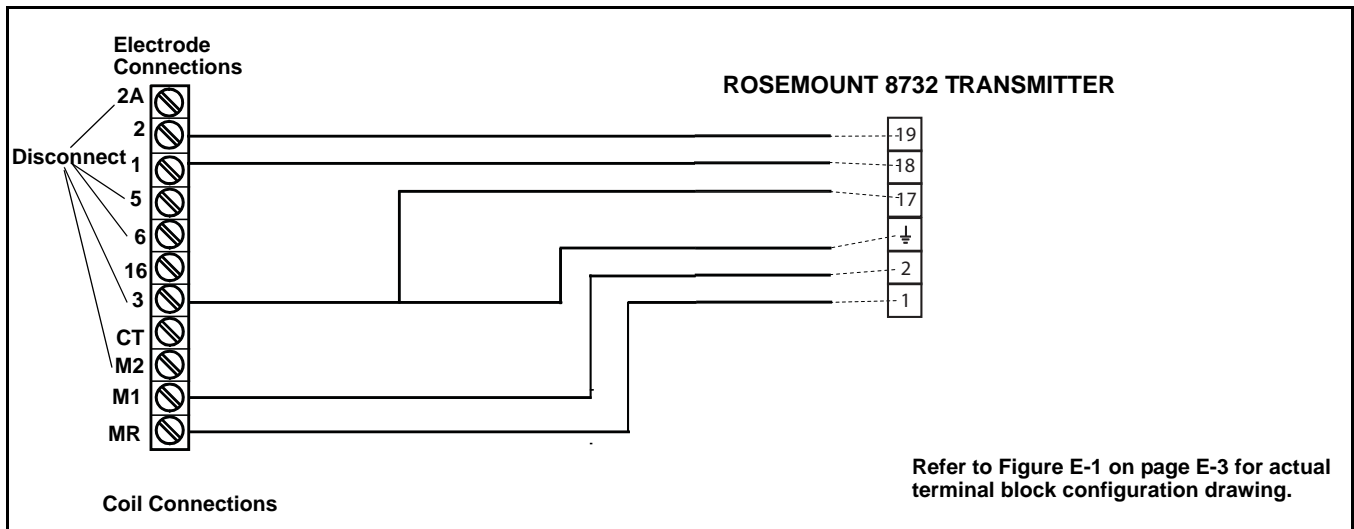 Electrode
Connections
ROSEMOUNT 8732 TRANSMITTER
2A
2
Disconnect
1
5
6
16
3
CT
M2
M1
MR
19
18
17
2
1
Coil Connections
Refer to Figure E-1 on page E-3 for actual
terminal block configuration drawing.